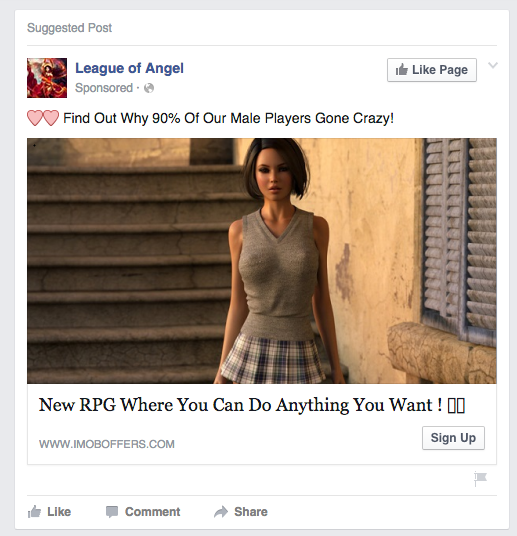 Suggested Post
League of Angel
Like Page
Sponsored ·
Find Out Why 90% Of Our Male Players Gone Crazy!
New RPG Where You Can Do Anything You Want !
WWW.IMOBOFFERS.COM
Sign Up
Like Comment Share